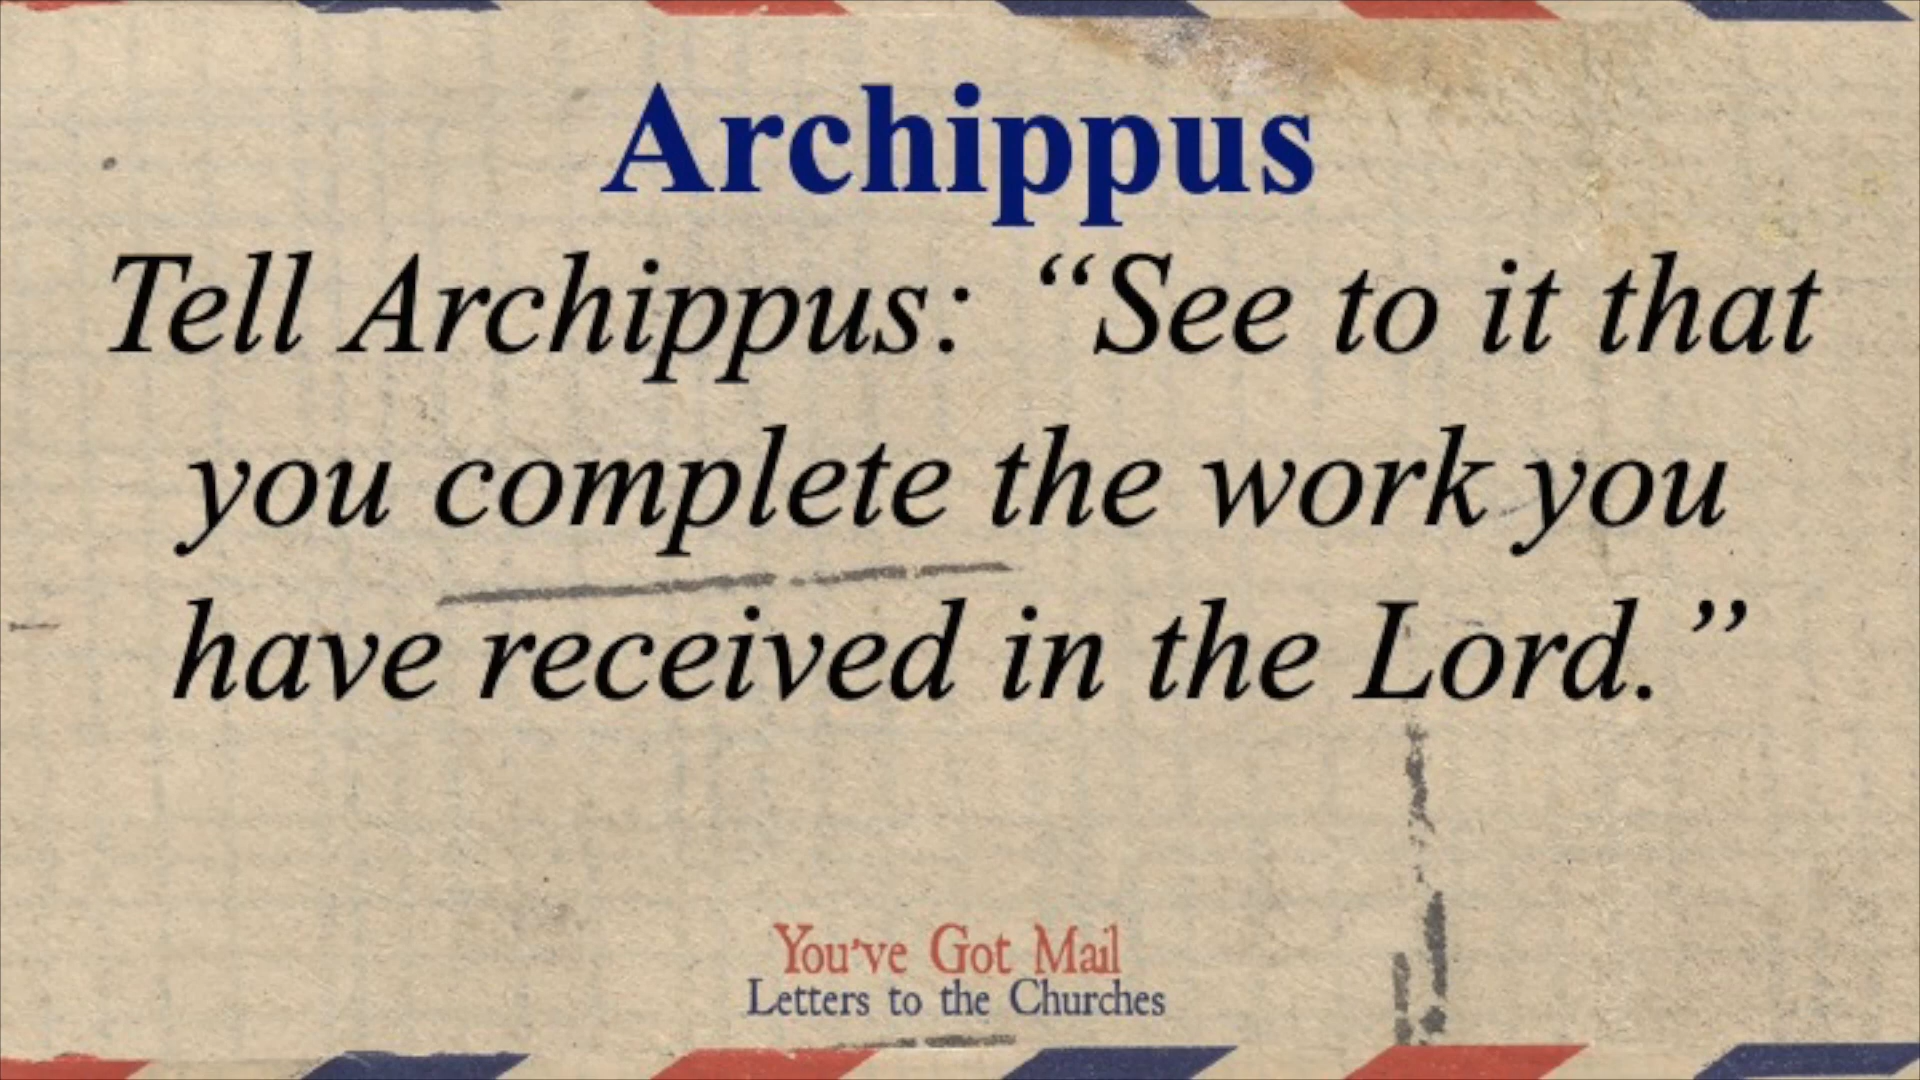 Archippus
Tell Archippus: “See to it that
you complete the work you
have received in the Lord.”
You've Got Mail
Letters to the Churches